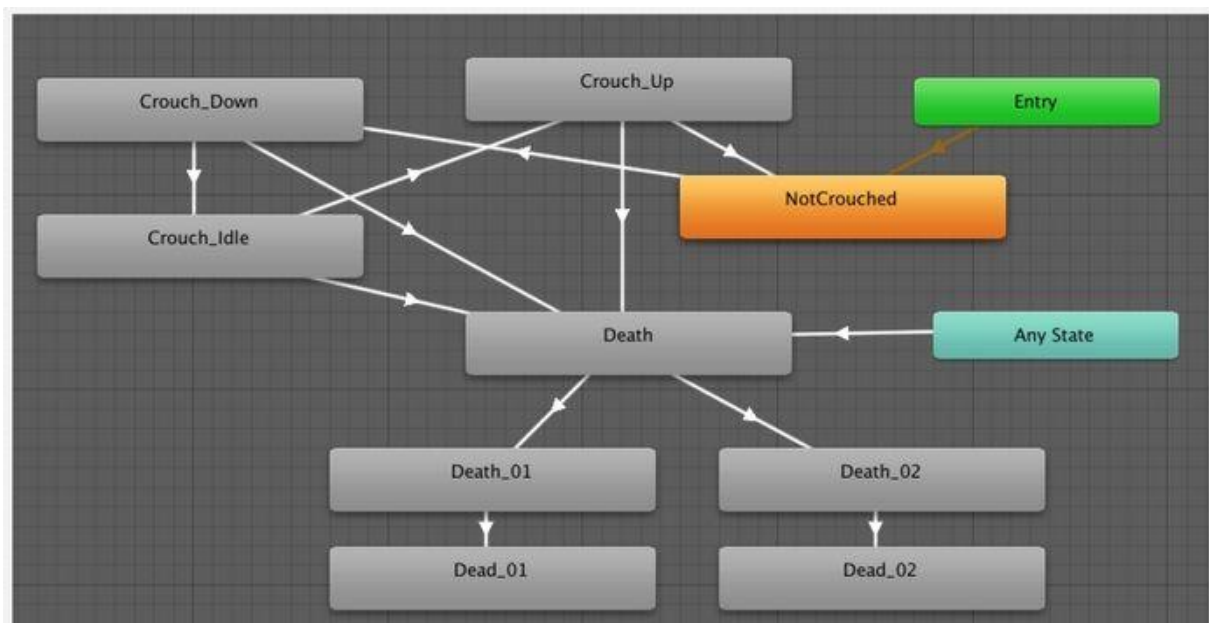 Crouch_Down
Crouch_Up
Entry
NotCrouched
Crouch_Idle
Death
Any State
Death_01
Death_02
Dead_01
Dead_02